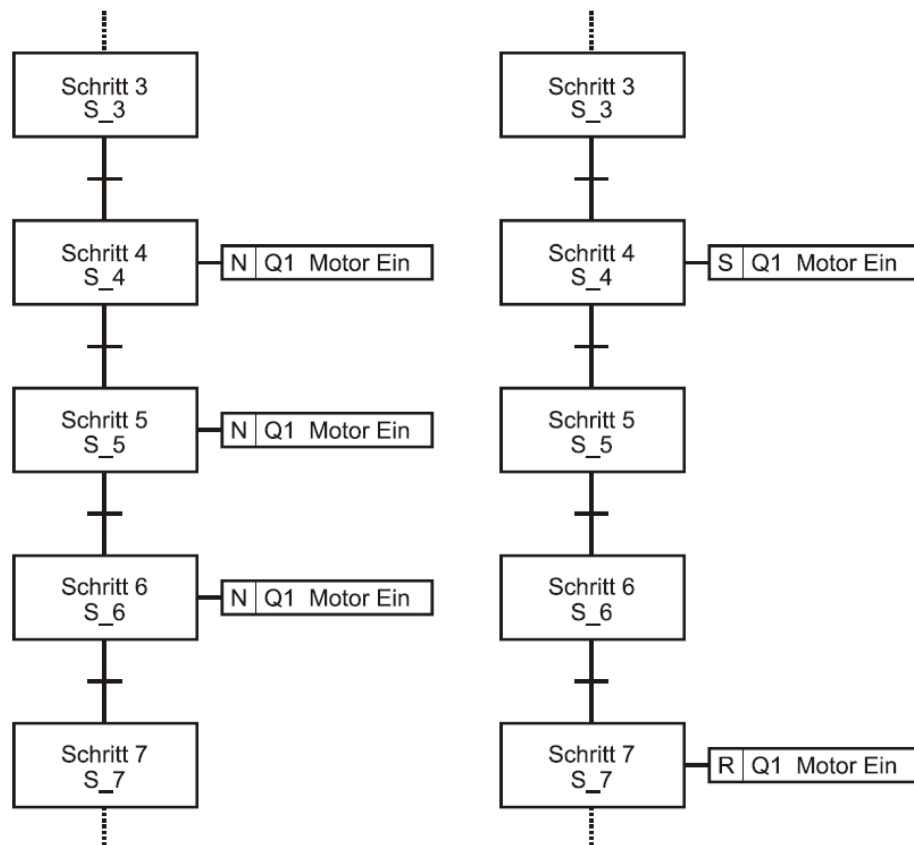 Schritt 3
S_3
Schritt 4
S_4
N Q1 Motor Ein
Schritt 5
S_5
N Q1 Motor Ein
Schritt 6
S_6
N Q1 Motor Ein
Schritt 7
S_7
Schritt 3
S_3
Schritt 4
S_4
S Q1 Motor Ein
Schritt 5
S_5
Schritt 6
S_6
Schritt 7
S_7
R Q1 Motor Ein